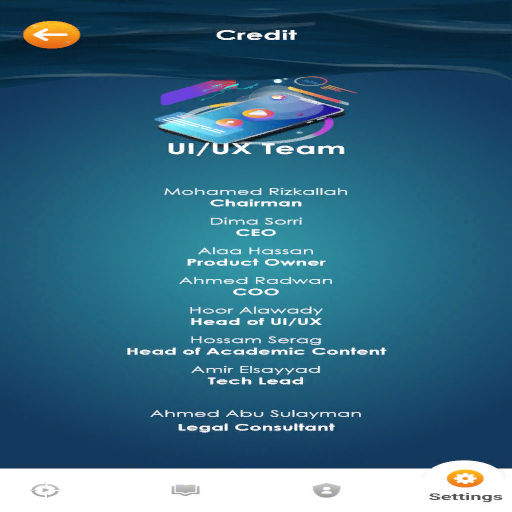 Credit
UI/UX Team
Mohamed Rizkallah
Chairman
Dima Sorri
CEO
Alaa Hassan
Product Owner
Ahmed Radwan
COO
Hoor Alawady
Head of UI/UX
Hossam Serag
Head of Academic Content
Amir Elsayyad
Tech Lead
Ahmed Abu Sulayman
Legal Consultant
Settings